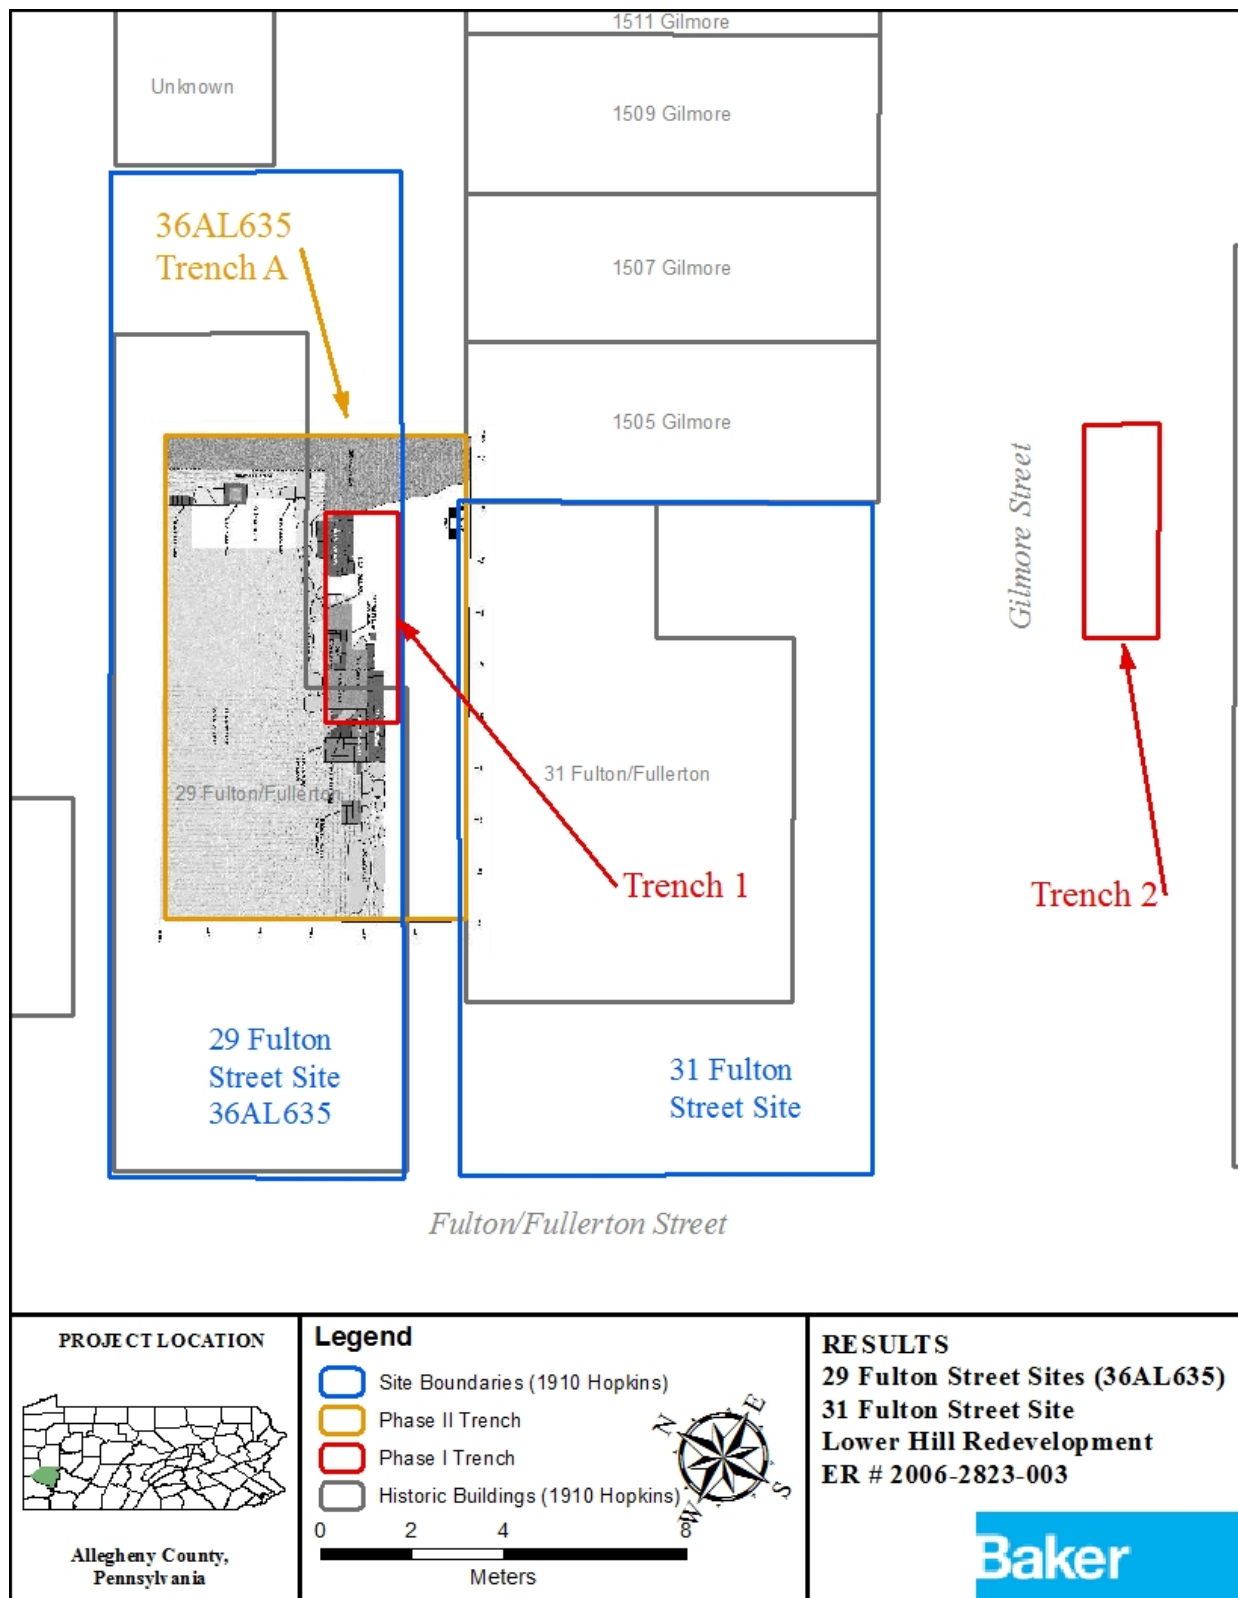 1511 Gilmore
Unknown
1509 Gilmore
36AL635
Trench A
1507 Gilmore
1505 Gilmore
Gilmore Street
31 Fulton/Fullerton
29 Fulton/Fullerton
Trench 1
Trench 2
29 Fulton
Street Site
36AL635
31 Fulton
Street Site
Fulton/Fullerton Street
PROJECT LOCATION
Allegheny County,
Pennsylvania
Legend
Site Boundaries (1910 Hopkins)
Phase II Trench
Phase I Trench
Historic Buildings (1910 Hopkins)
N
E
S
W
0 2 4 8
Meters
RESULTS
29 Fulton Street Sites (36AL635)
31 Fulton Street Site
Lower Hill Redevelopment
ER # 2006-2823-003
Baker